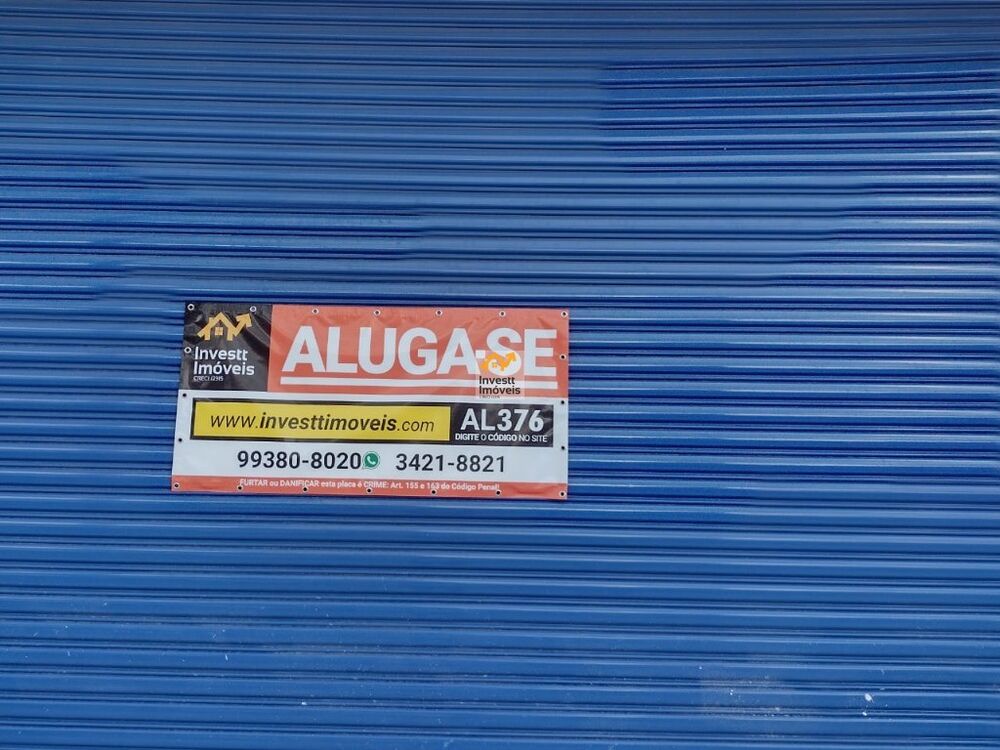 Investt
Imóveis
ALUGA-SE
Investt
Imóveis
www.investtimoveis.com
AL376
DIGITE O CÓDIGO NO SITE
99380-8020 3421-8821
FURTAR ou DANIFICAR esta placa é CRIME: Art. 155 e 163 do Código Penal!